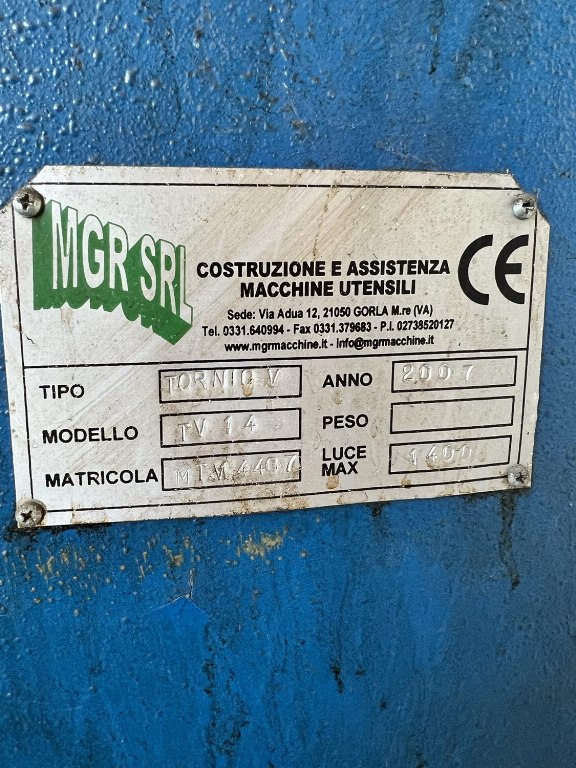 MGR SRL
CE
COSTRUZIONE E ASSISTENZA
MACCHINE UTENSILI
Sede: Via Adua 12, 21050 GORLA M.re (VA)
Tel. 0331.640994 - Fax 0331.379683 - P.I. 02738520127
www.mgrmacchine.it - Info@mgrmacchine.it
TIPO TORNIO V ANNO 2007
MODELLO TV 14 PESO
MATRICOLA MTV4407 LUCE MAX 1400